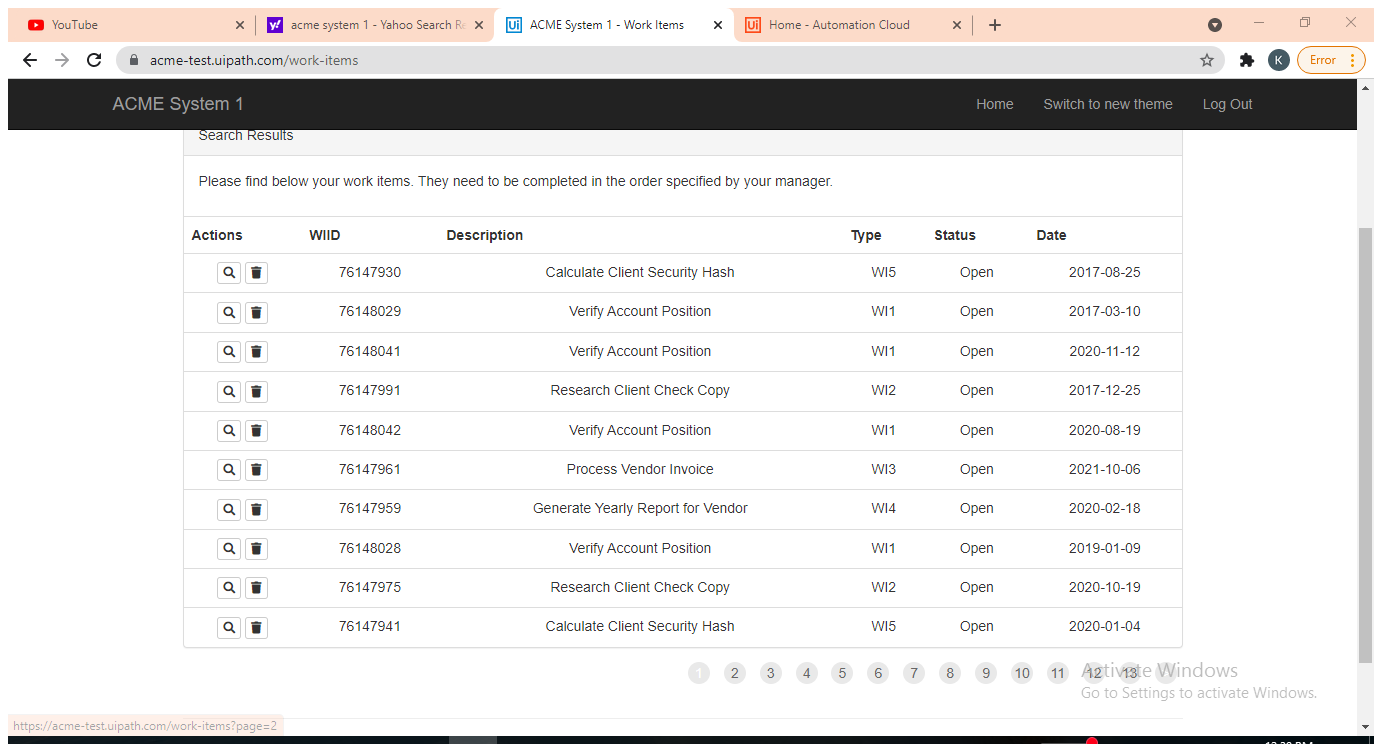 YouTube
acme system 1 - Yahoo Search Re
Ui
ACME System 1 - Work Items
Ui
Home - Automation Cloud
acme-test.uipath.com/work-items
K
Error
ACME System 1
Home
Switch to new theme
Log Out
Search Results
Please find below your work items. They need to be completed in the order specified by your manager.
Actions WIID Description Type Status Date
76147930 Calculate Client Security Hash WI5 Open 2017-08-25
76148029 Verify Account Position WI1 Open 2017-03-10
76148041 Verify Account Position WI1 Open 2020-11-12
76147991 Research Client Check Copy WI2 Open 2017-12-25
76148042 Verify Account Position WI1 Open 2020-08-19
76147961 Process Vendor Invoice WI3 Open 2021-10-06
76147959 Generate Yearly Report for Vendor WI4 Open 2020-02-18
76148028 Verify Account Position WI1 Open 2019-01-09
76147975 Research Client Check Copy WI2 Open 2020-10-19
76147941 Calculate Client Security Hash WI5 Open 2020-01-04
1 2 3 4 5 6 7 8 9 10 11 12 13
Activate Windows
Go to Settings to activate Windows.
https://acme-test.uipath.com/work-items?page=2